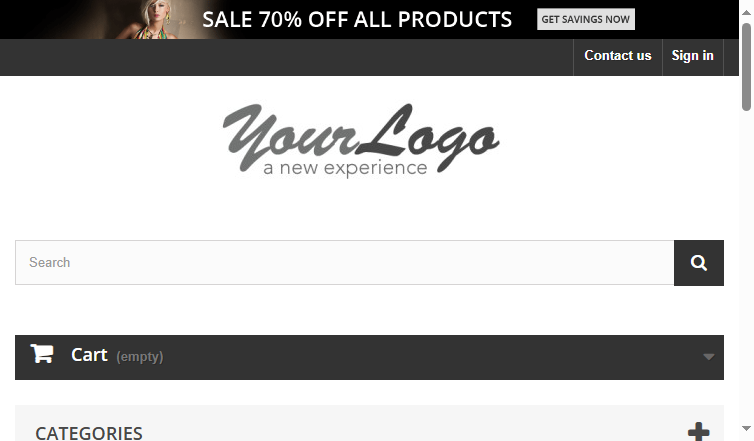 SALE 70% OFF ALL PRODUCTS GET SAVINGS NOW
Contact us Sign in
YourLogo
a new experience
Search
Cart (empty)
CATEGORIES